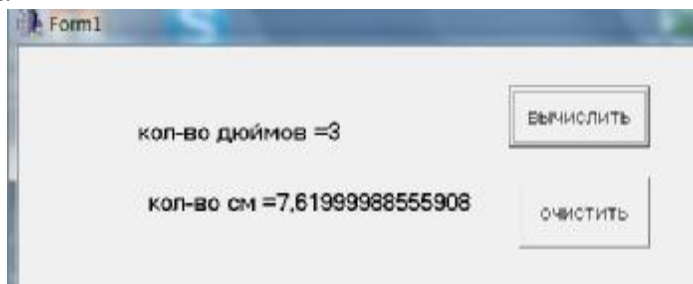 Form1
вычислить
кол-во дюймов =3
кол-во см =7,61999988555908
очистить